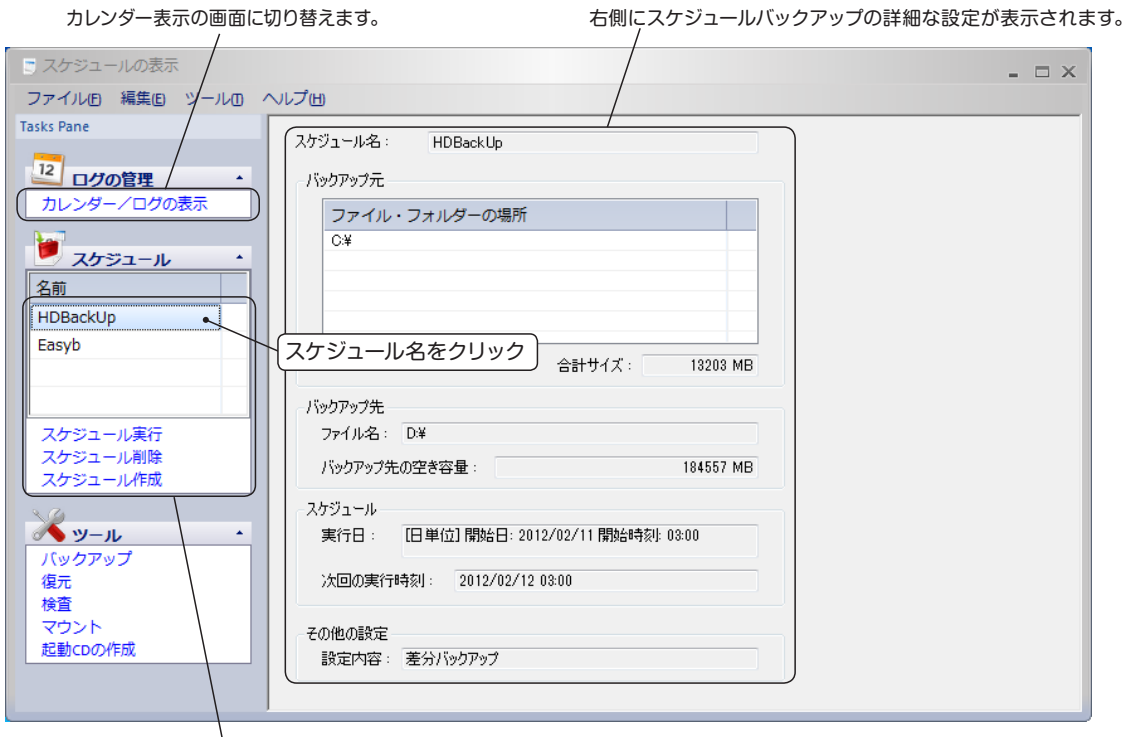 カレンダー表示の画面に切り替えます。
右側にスケジュールバックアップの詳細な設定が表示されます。
スケジュールの表示
ファイル(F) 編集(E) ツール(T) ヘルプ(H)
Tasks Pane
12
ログの管理
カレンダー／ログの表示
スケジュール
名前
HDBackUp
Easyb
スケジュール実行
スケジュール削除
スケジュール作成
ツール
バックアップ
復元
検査
マウント
起動CDの作成
スケジュール名： HDBackUp
バックアップ元
ファイル・フォルダーの場所
C:¥
スケジュール名をクリック
合計サイズ： 13203 MB
バックアップ先
ファイル名： D:¥
バックアップ先の空き容量： 184557 MB
スケジュール
実行日： [日単位] 開始日: 2012/02/11 開始時刻: 03:00
次回の実行時刻： 2012/02/12 03:00
その他の設定
設定内容： 差分バックアップ